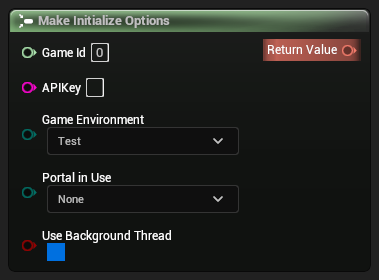 Make Initialize Options
Game Id 0
Return Value
APIKey
Game Environment
Test
Portal in Use
None
Use Background Thread